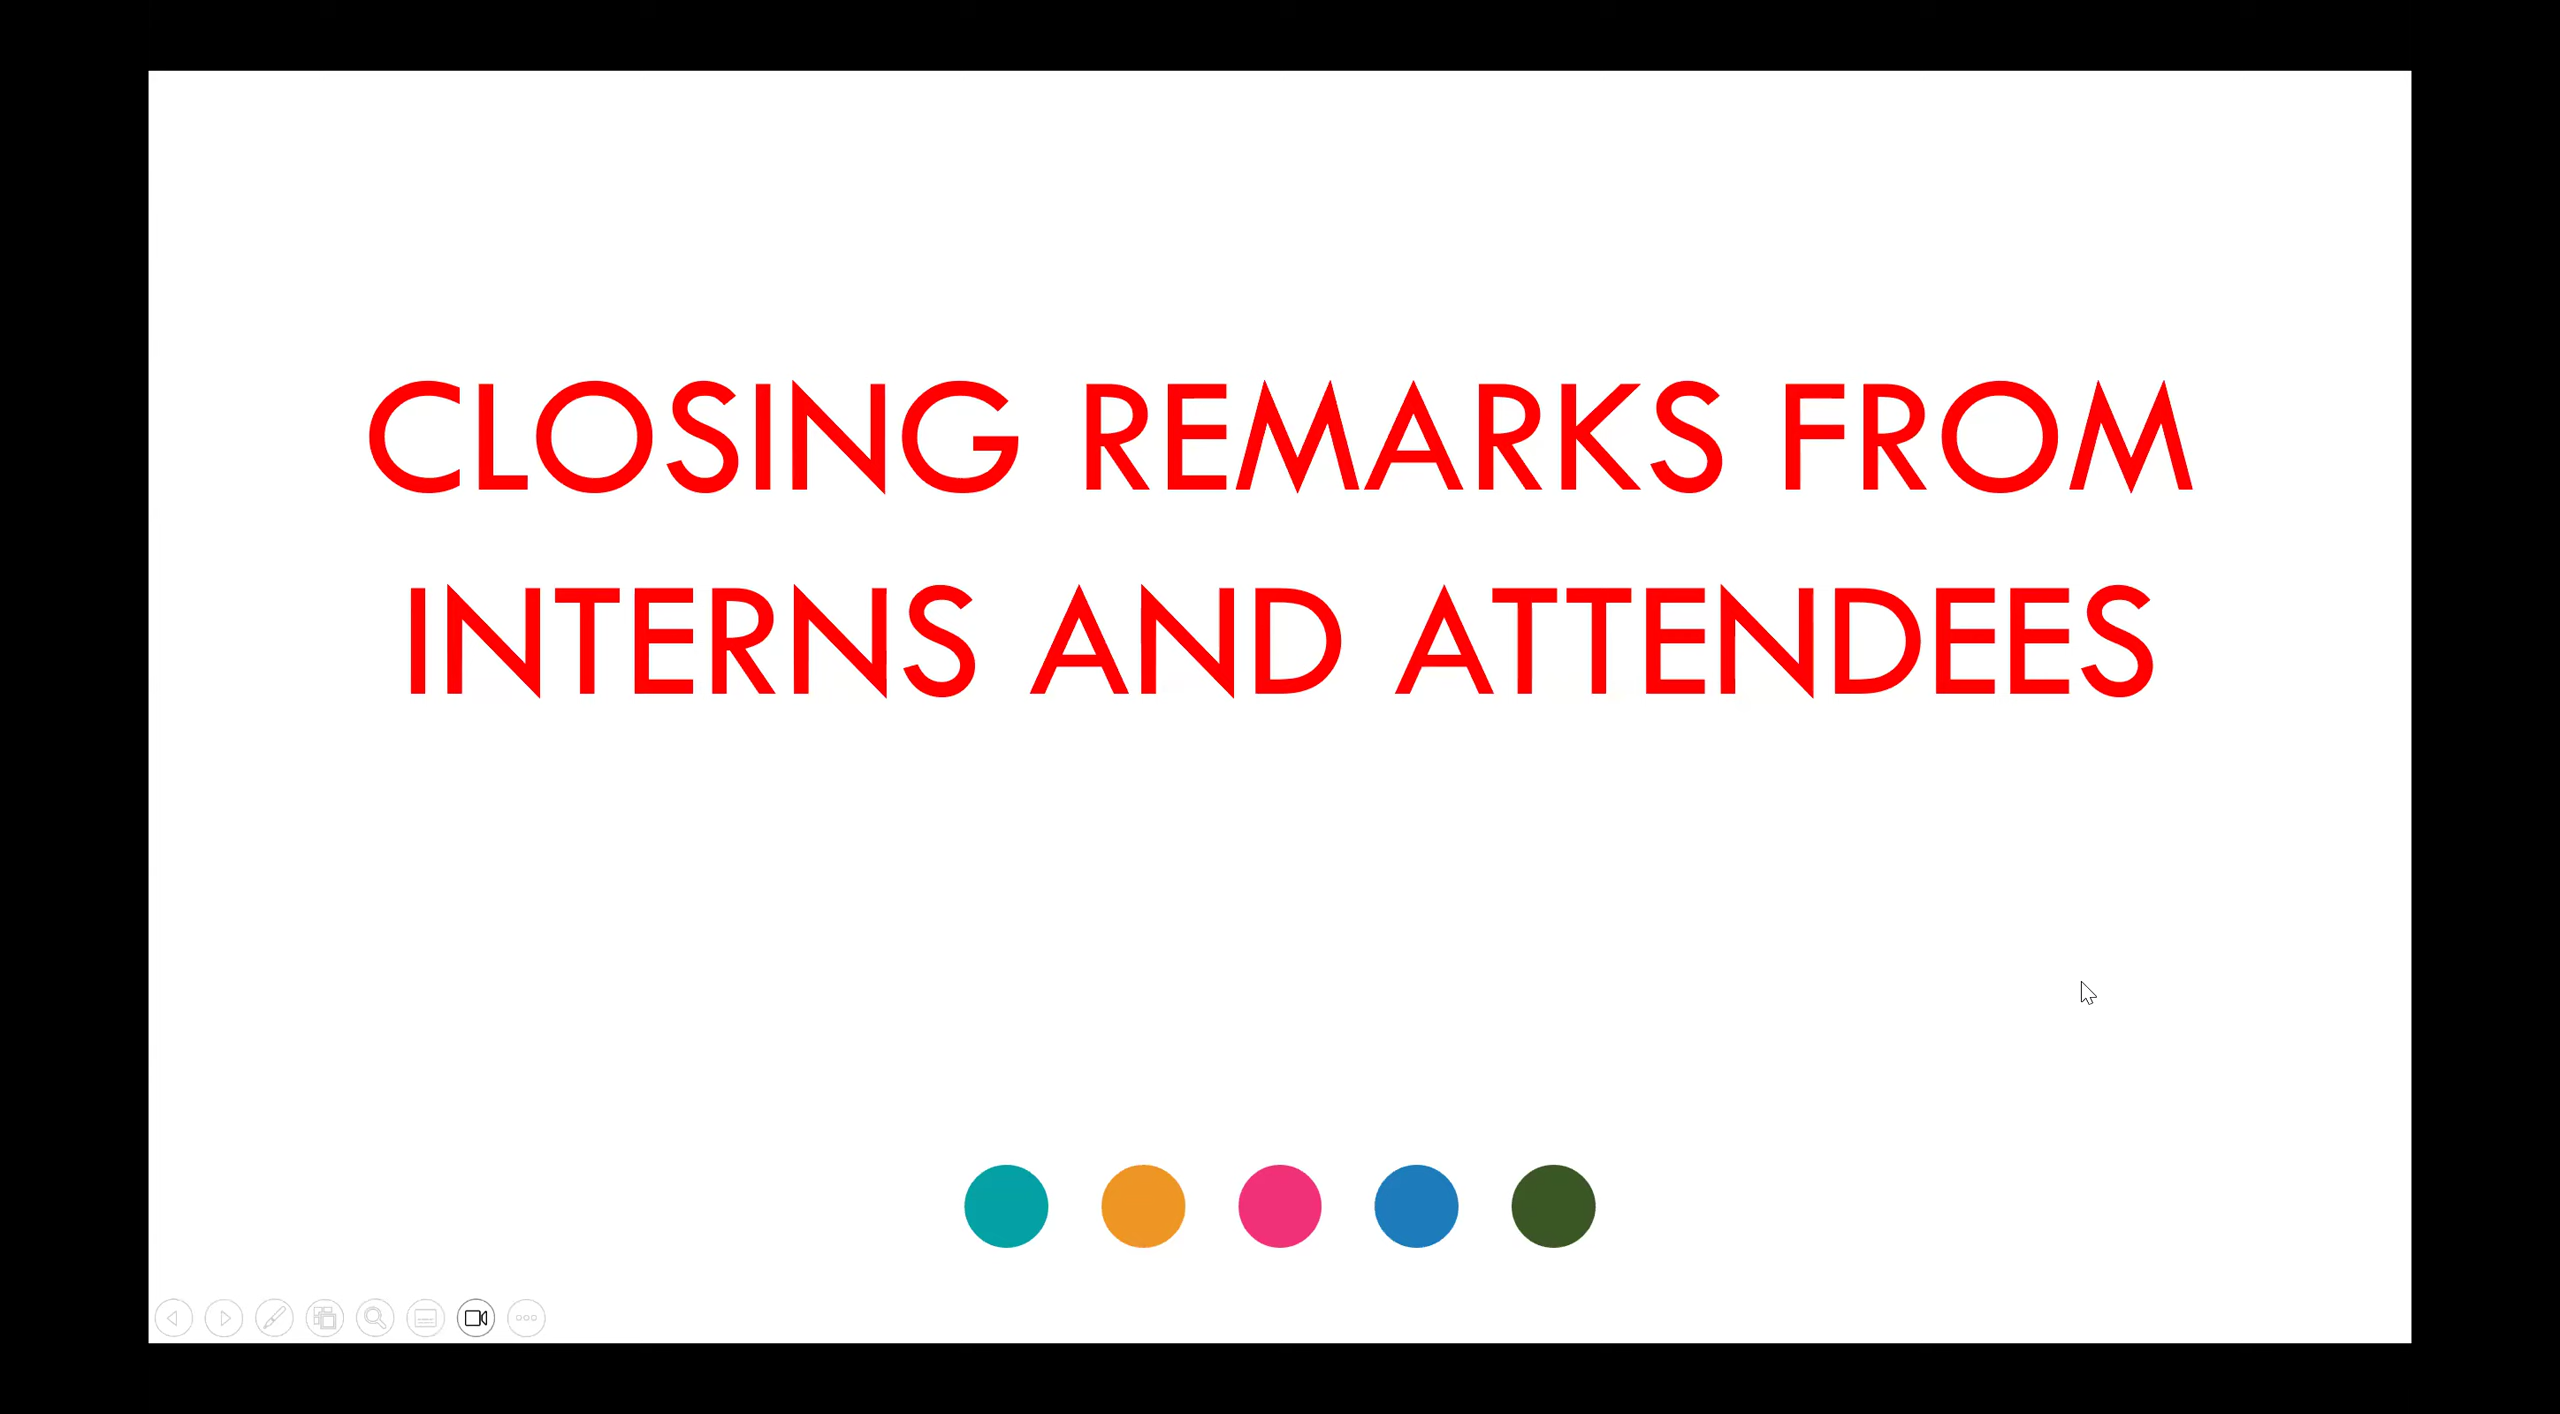 CLOSING REMARKS FROM
INTERNS AND ATTENDEES